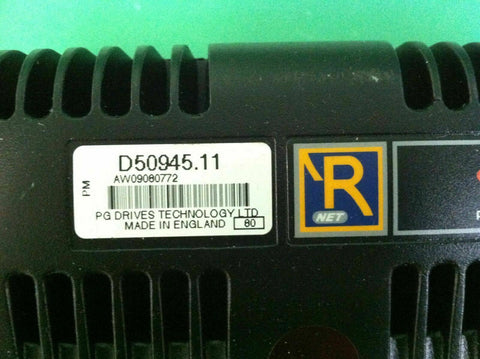 PM
D50945.11
AW09080772
PG DRIVES TECHNOLOGY LTD
MADE IN ENGLAND 80
R
NET